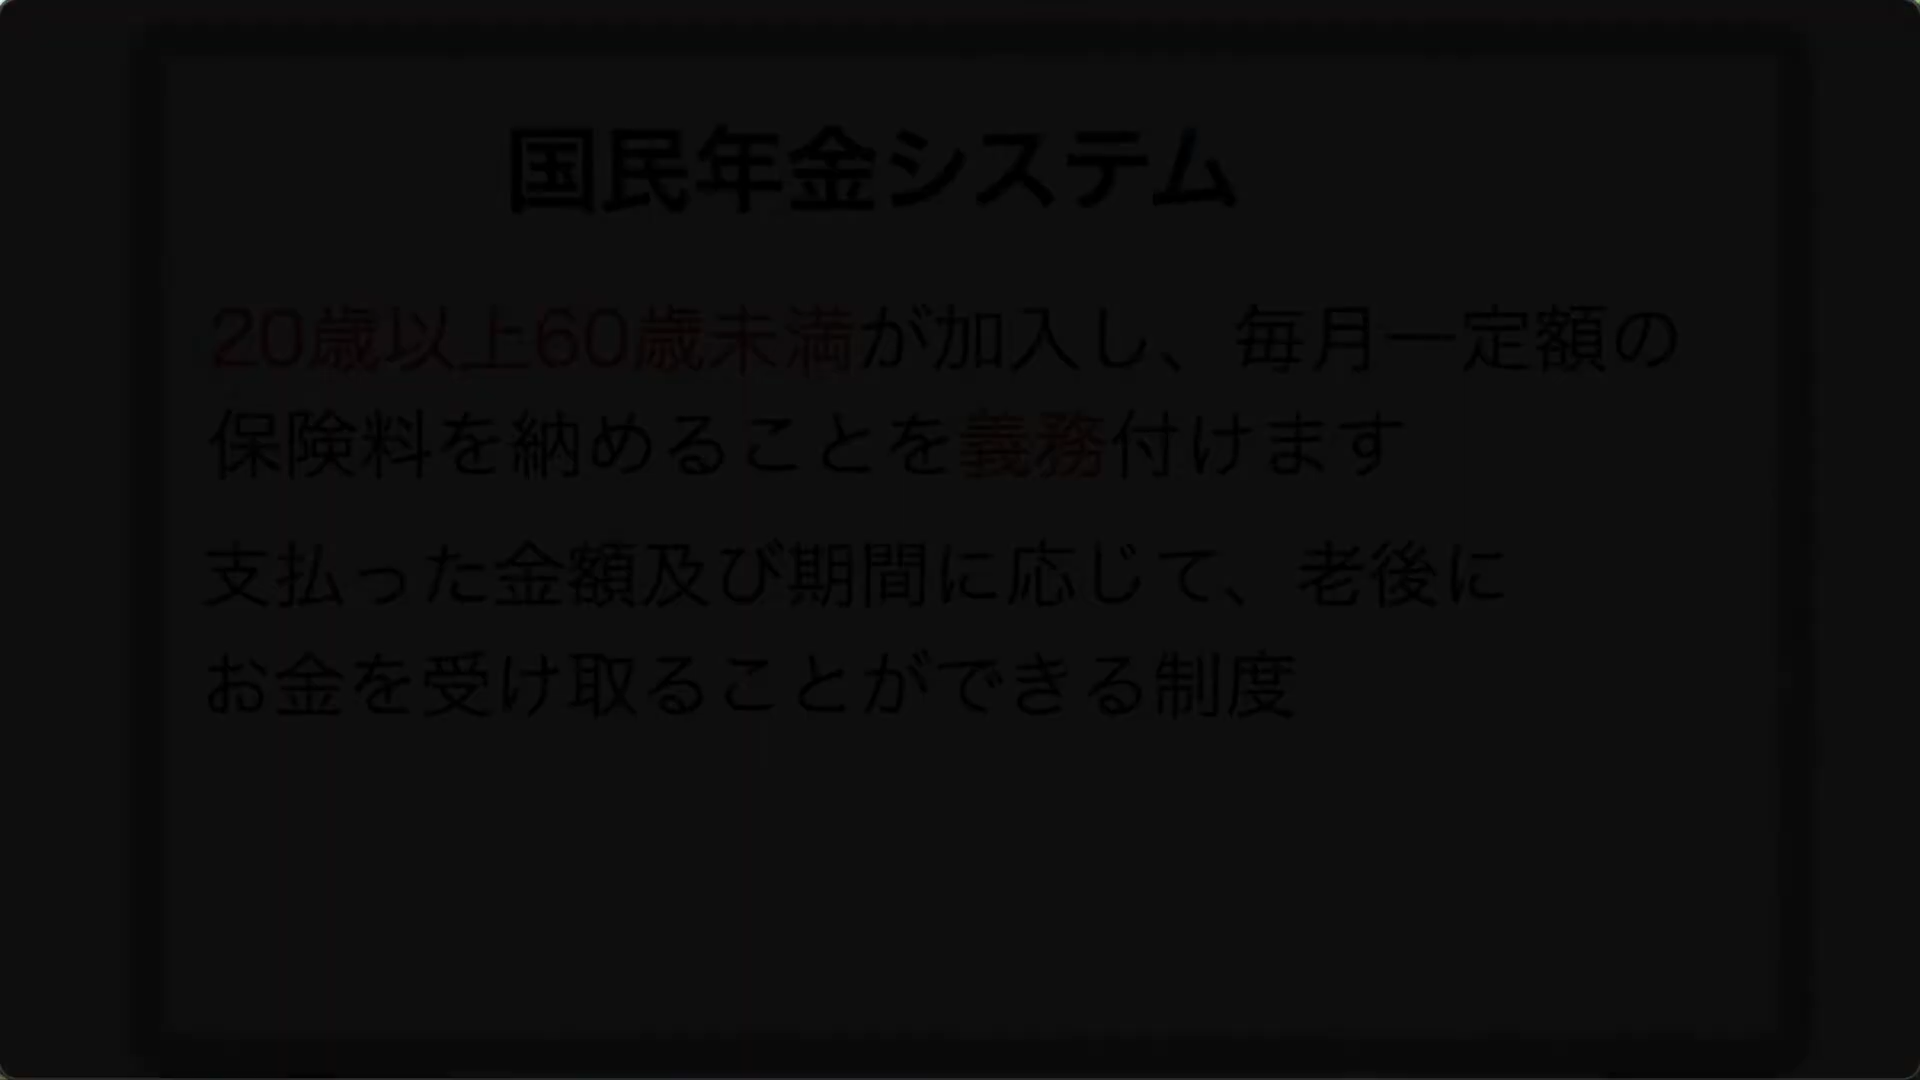 国民年金システム
20歳以上60歳未満が加入し、毎月一定額の
保険料を納めることを義務付けます
支払った金額及び期間に応じて、老後に
お金を受け取ることができる制度